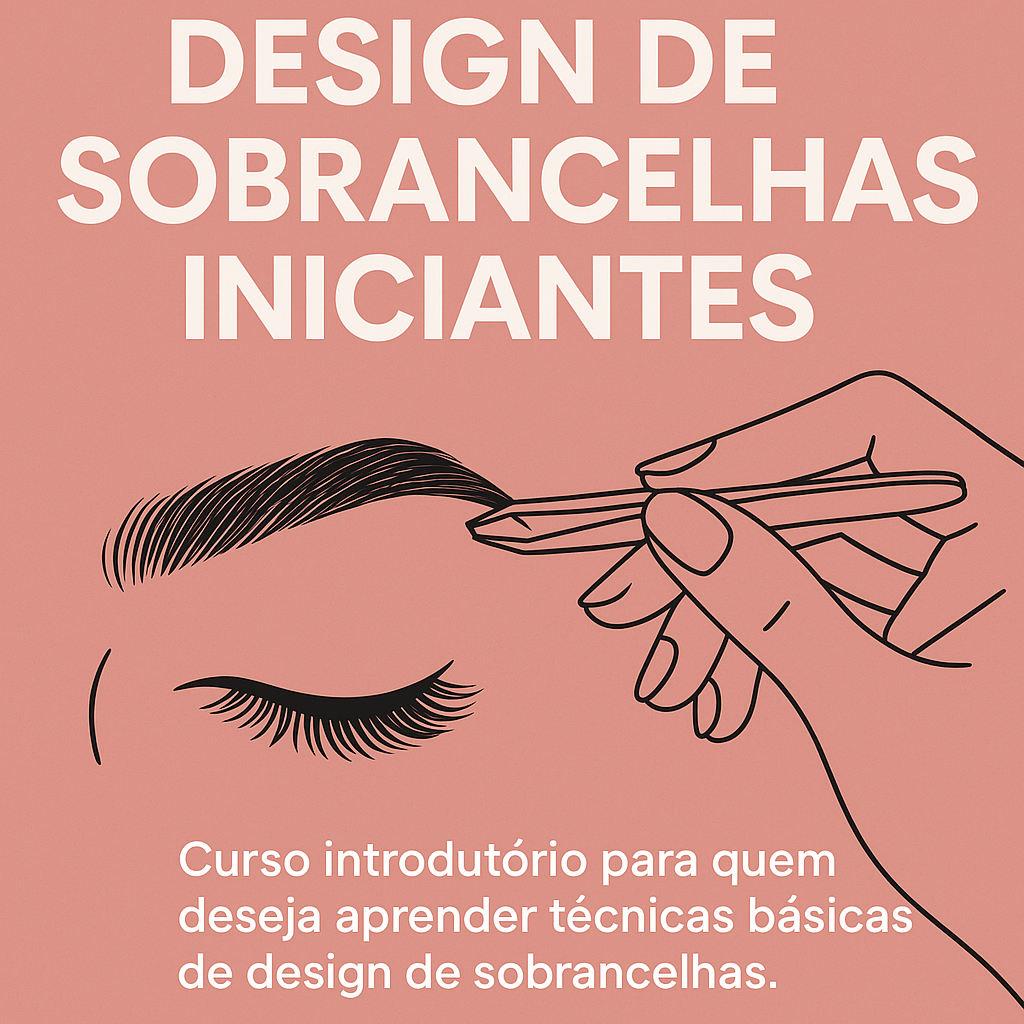 DESIGN DE
SOBRANCELHAS
INICIANTES
Curso introdutório para quem
deseja aprender técnicas básicas
de design de sobrancelhas.